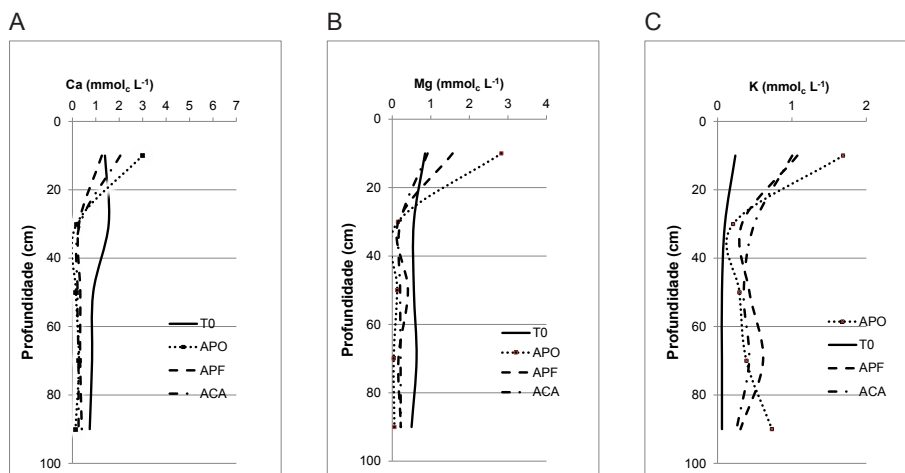 A
Ca (mmolc L-1)
0 1 2 3 4 5 6 7
0
20
40
60
80
100
Profundidade (cm)
T0
APO
APF
ACA
B
Mg (mmolc L-1)
0 1 2 3 4
0
20
40
60
80
100
Profundidade (cm)
T0
APO
APF
ACA
C
K (mmolc L-1)
0 1 2
0
20
40
60
80
100
Profundidade (cm)
APO
T0
APF
ACA